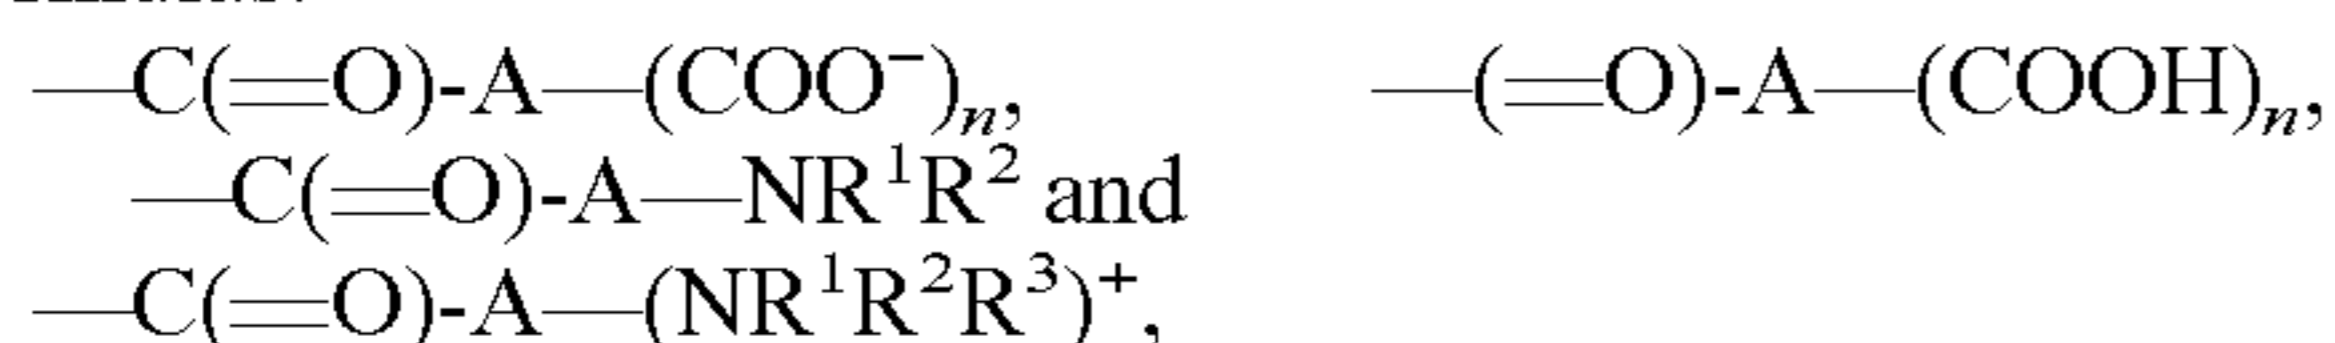 —C(═O)-A—(COO⁻)ₙ, —(═O)-A—(COOH)ₙ,
—C(═O)-A—NR¹R² and
—C(═O)-A—(NR¹R²R³)⁺,